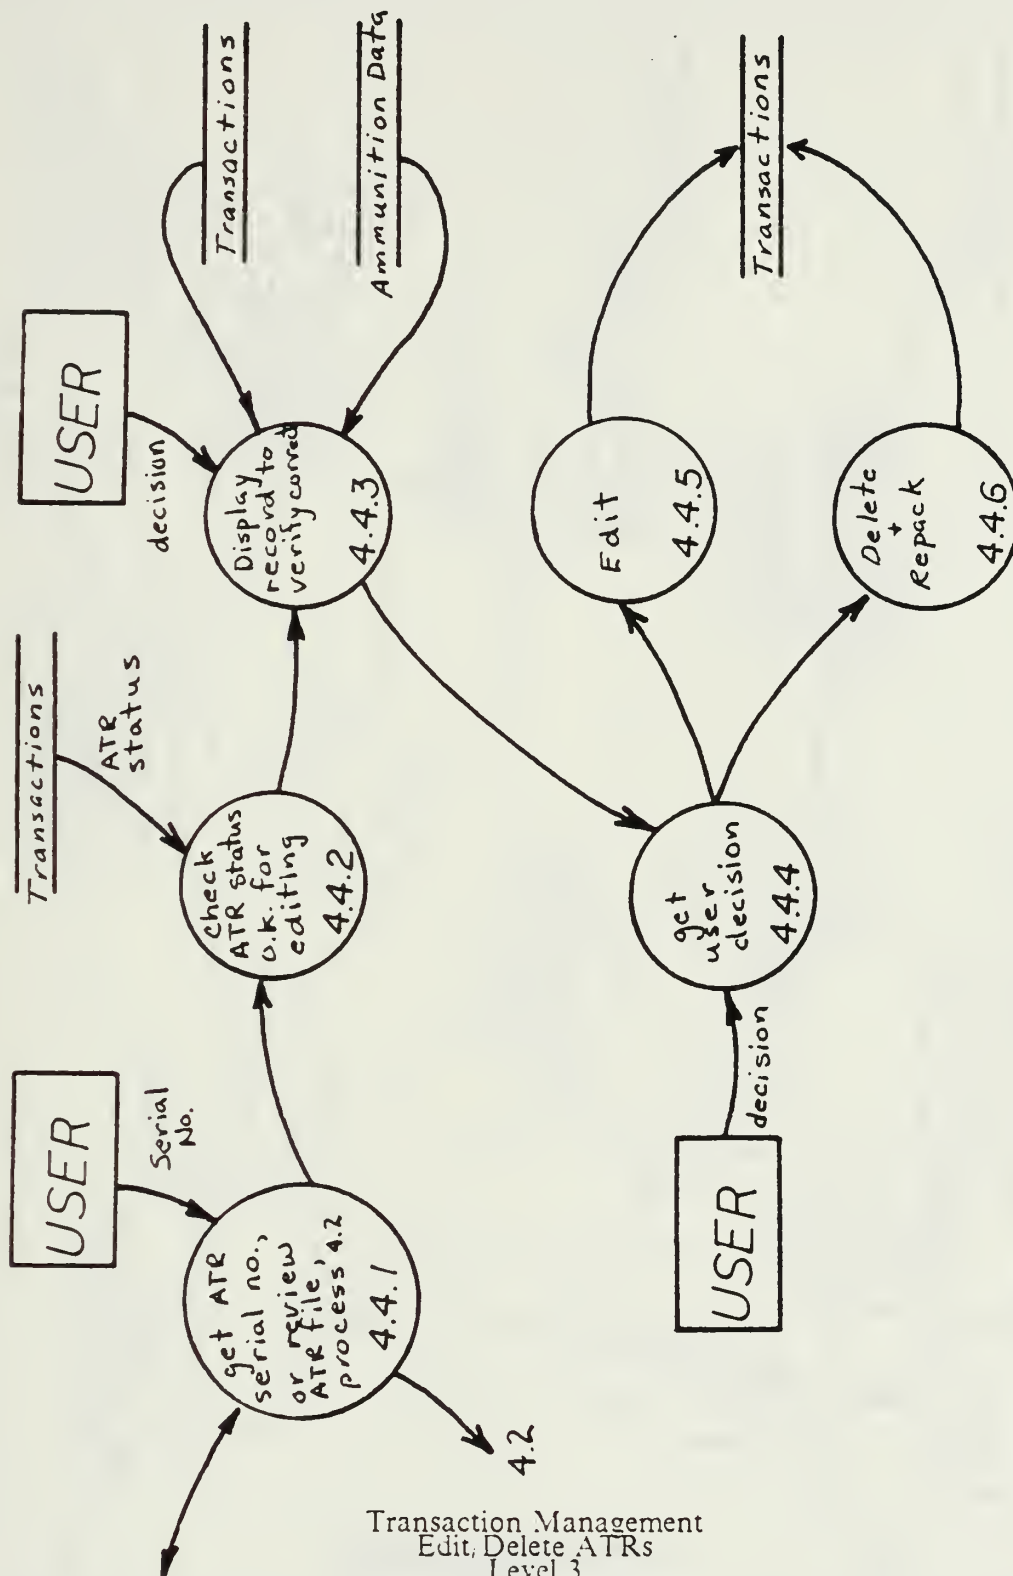 USER
Serial
No.
get ATR
serial no.,
or review
ATR file,
process 4.2
4.4.1
4.2
Transactions
ATR
status
check
ATR status
o.k. for
editing
4.4.2
USER
decision
Display
record to
verify correct
4.4.3
Transactions
Ammunition Data
USER
decision
get
user
decision
4.4.4
Edit
4.4.5
Delete
+
Repack
4.4.6
Transactions
Transaction Management
Edit, Delete ATRs
Level 3